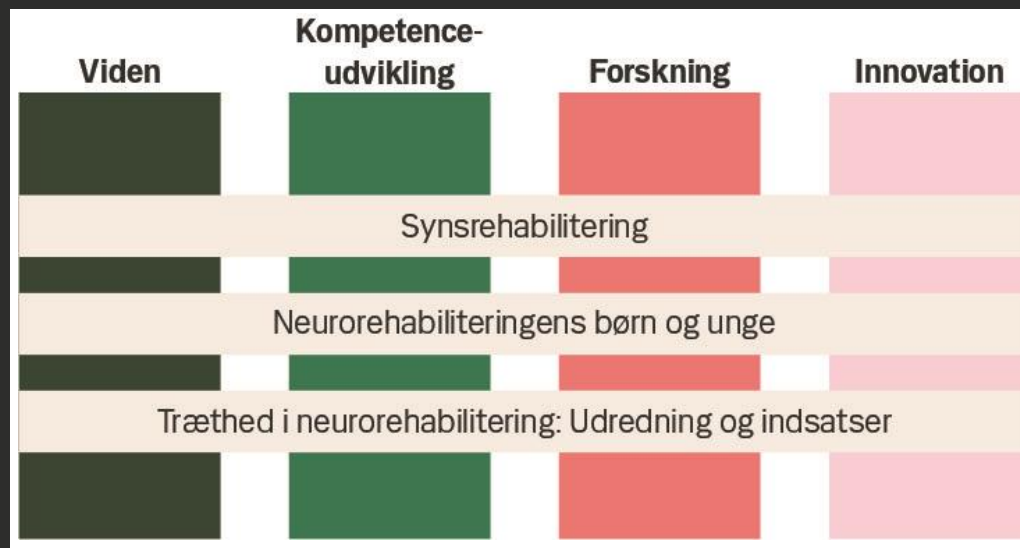 Viden
Kompetence-
udvikling
Forskning
Innovation
Synsrehabilitering
Neurorehabiliteringens børn og unge
Træthed i neurorehabilitering: Udredning og indsatser